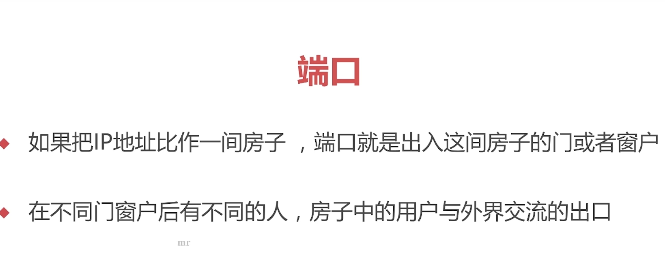 端口
如果把IP地址比作一间房子 ，端口就是出入这间房子的门或者窗户
在不同门窗户后有不同的人，房子中的用户与外界交流的出口
mr